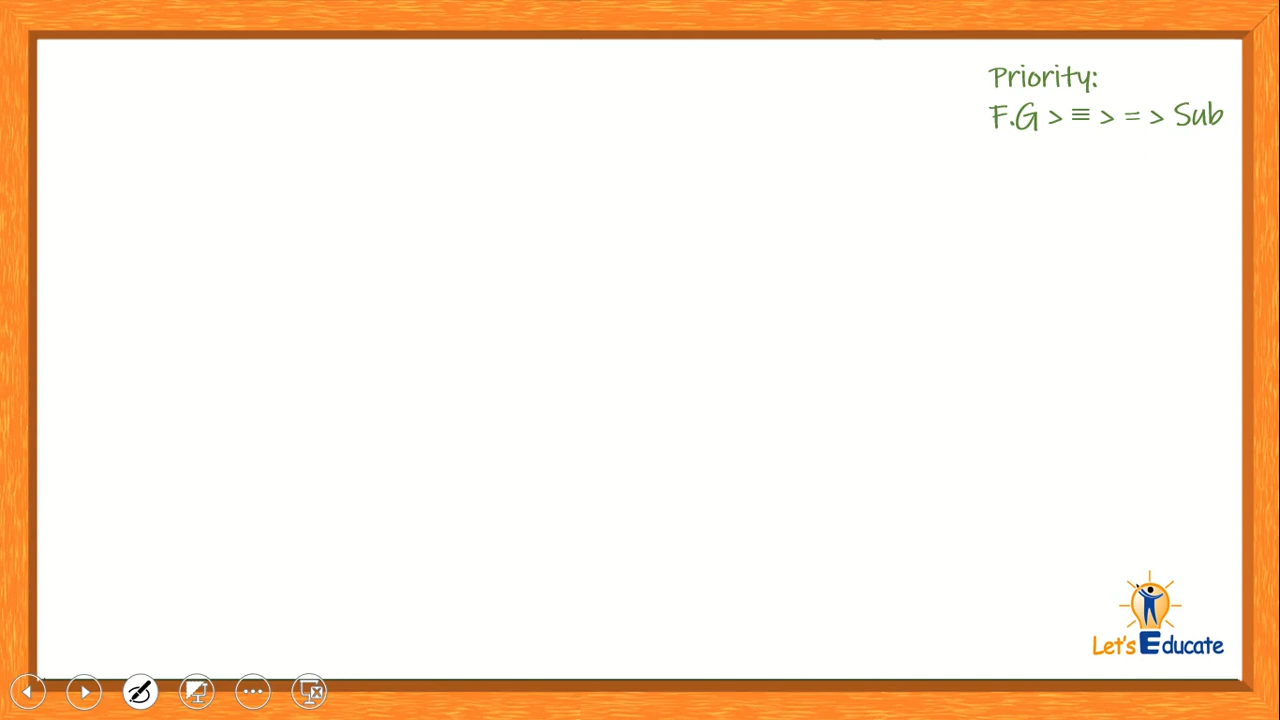 Priority:
F.G > ≡ > = > Sub
Let's Educate